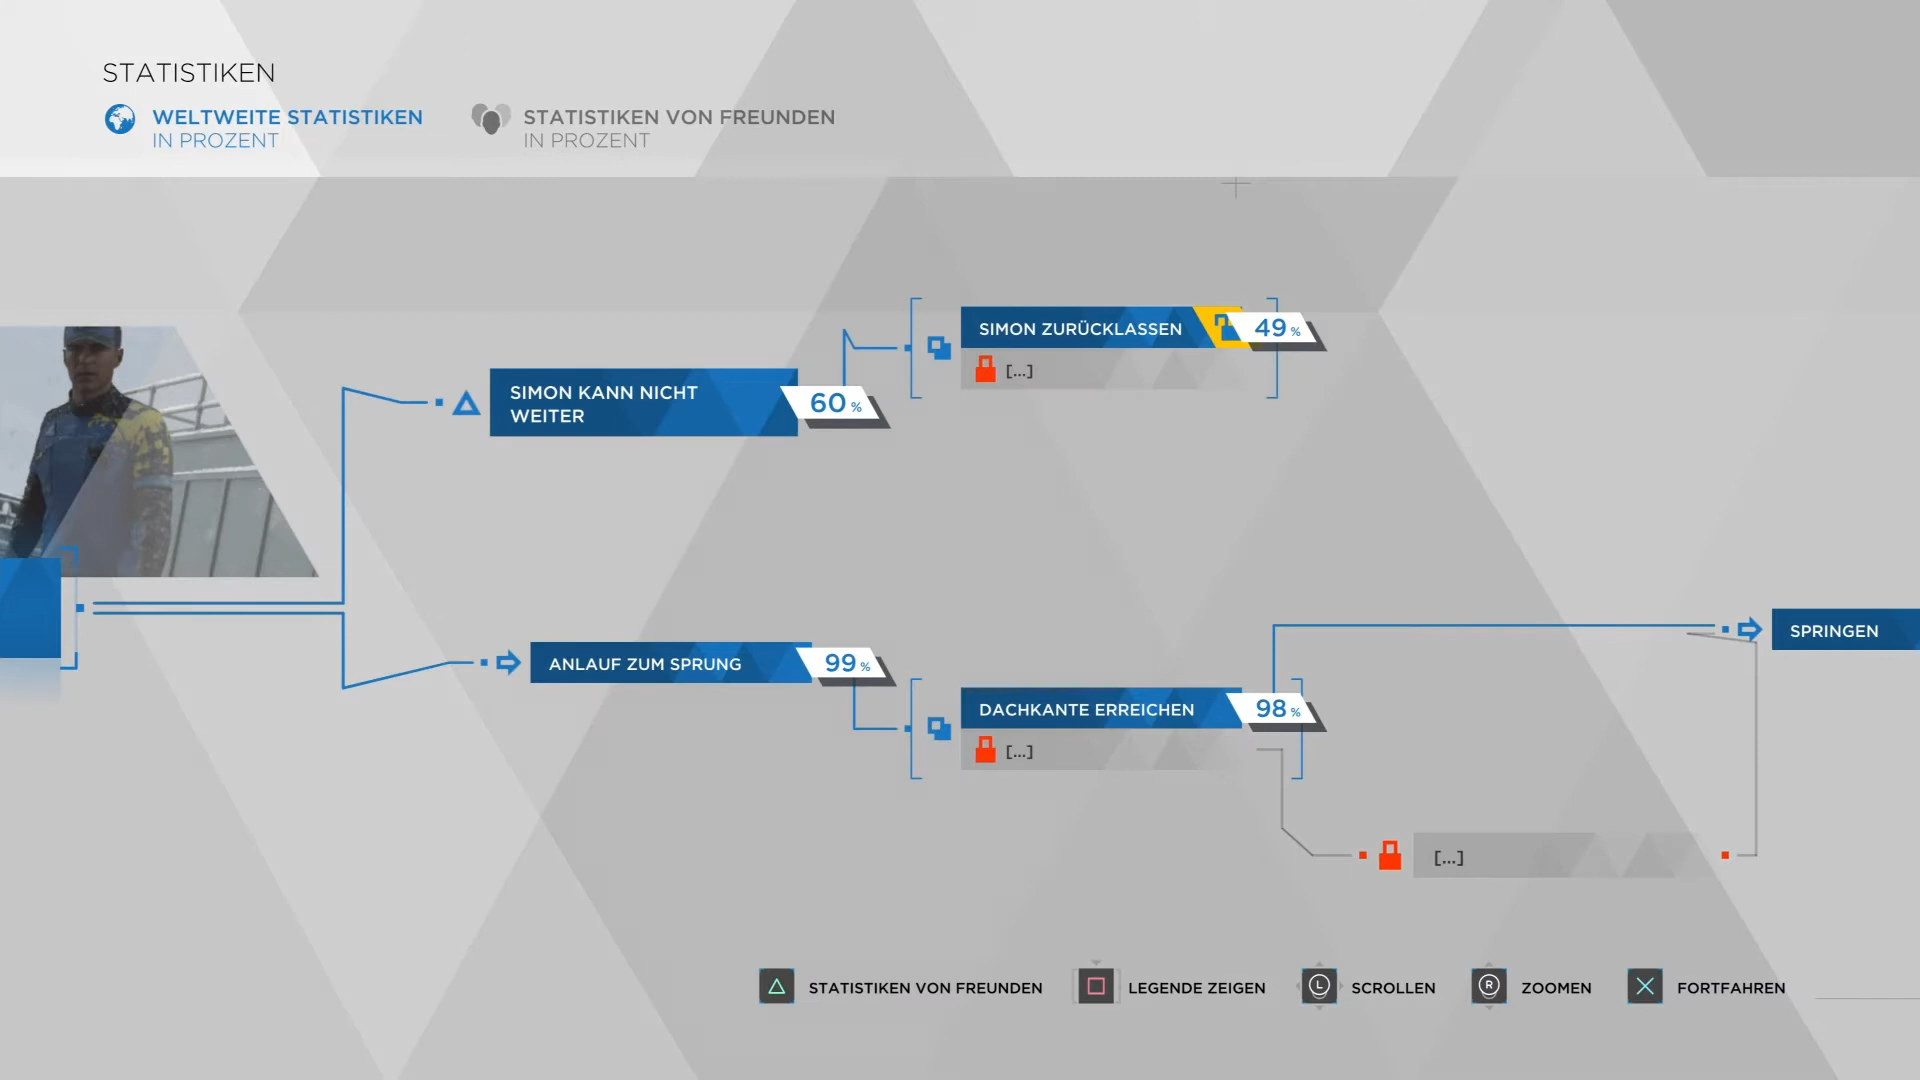 STATISTIKEN
WELTWEITE STATISTIKEN
IN PROZENT
STATISTIKEN VON FREUNDEN
IN PROZENT
SIMON ZURÜCKLASSEN
49 %
[...]
SIMON KANN NICHT
WEITER
60 %
SPRINGEN
ANLAUF ZUM SPRUNG
99 %
DACHKANTE ERREICHEN
98 %
[...]
[...]
STATISTIKEN VON FREUNDEN
LEGENDE ZEIGEN
L
SCROLLEN
R
ZOOMEN
FORTFAHREN